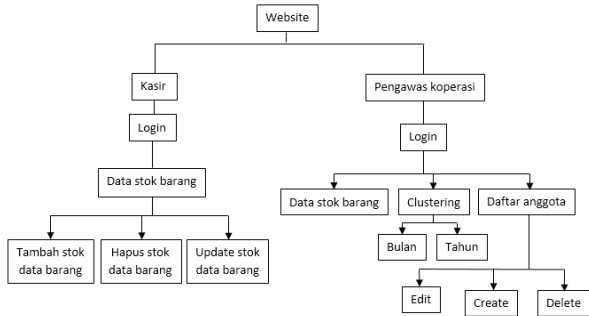 Website
Kasir
Pengawas koperasi
Login
Login
Data stok barang
Data stok barang
Clustering
Daftar anggota
Tambah stok
data barang
Hapus stok
data barang
Update stok
data barang
Bulan
Tahun
Edit
Create
Delete